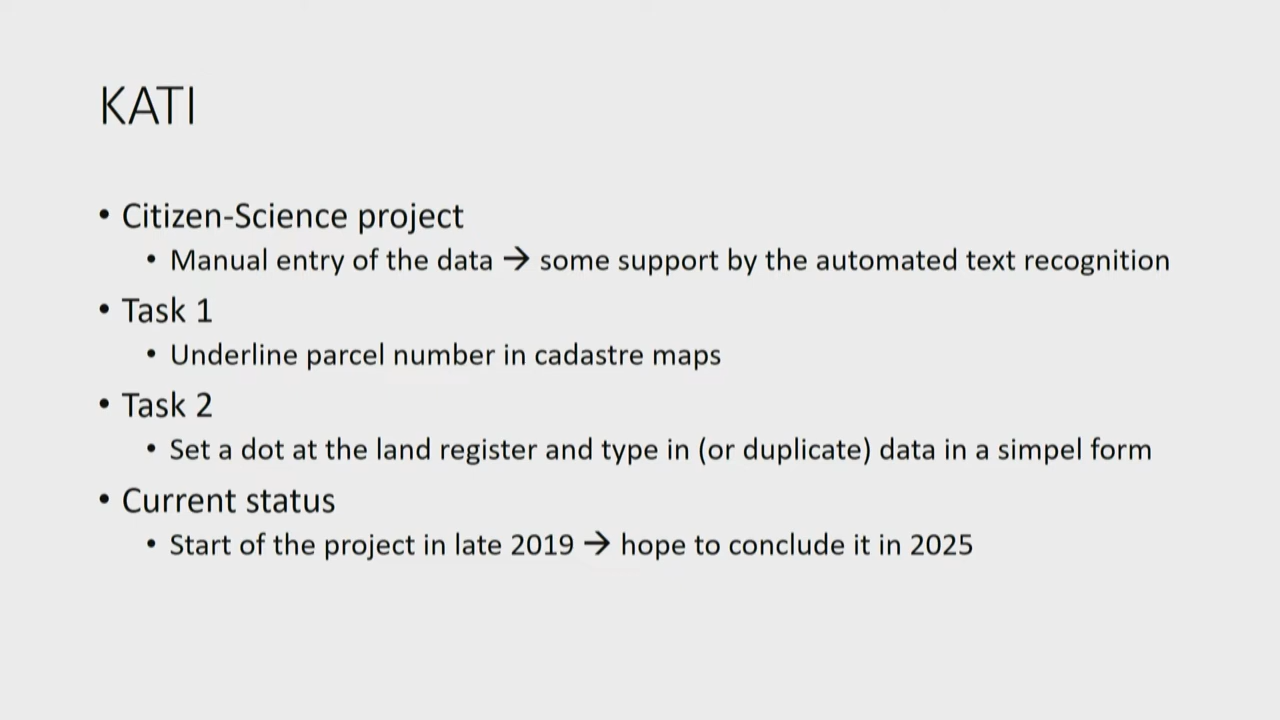 KATI
• Citizen-Science project
• Manual entry of the data → some support by the automated text recognition
• Task 1
• Underline parcel number in cadastre maps
• Task 2
• Set a dot at the land register and type in (or duplicate) data in a simpel form
• Current status
• Start of the project in late 2019 → hope to conclude it in 2025